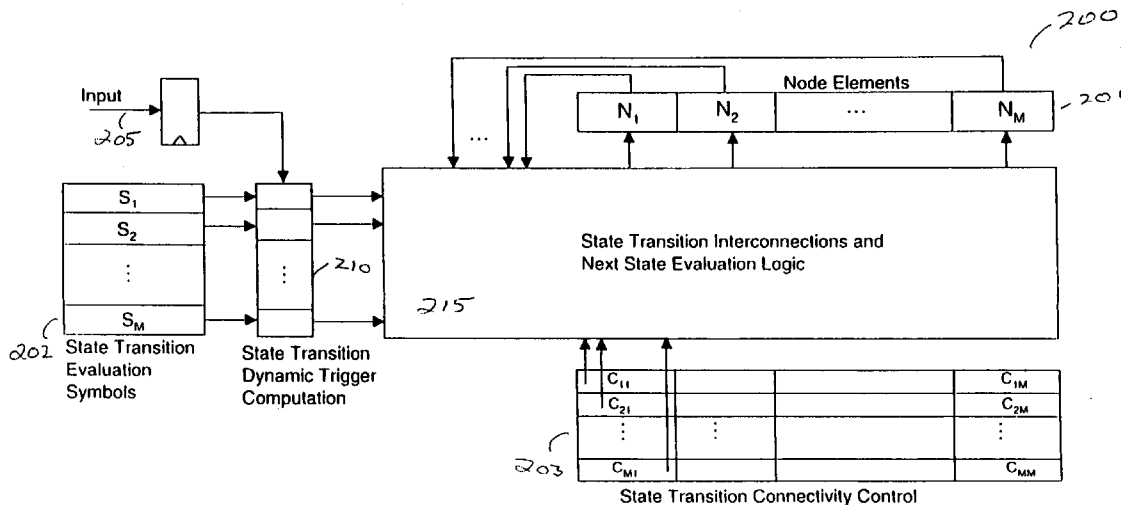 200
Node Elements
Input
N1 N2 ... NM
205
...
S1
S2
⋮
⋮
210
State Transition Interconnections and
Next State Evaluation Logic
215
SM
202
State Transition
Evaluation
Symbols
State Transition
Dynamic Trigger
Computation
C11 C1M
C21 C2M
⋮ ⋮ ⋮
203
CM1 CMM
State Transition Connectivity Control